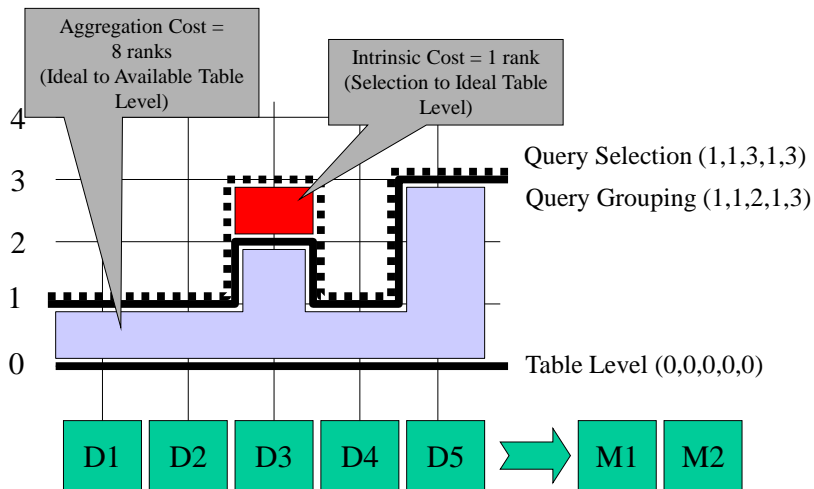 Aggregation Cost =
8 ranks
(Ideal to Available Table
Level)
Intrinsic Cost = 1 rank
(Selection to Ideal Table
Level)
4
3
2
1
0
Query Selection (1,1,3,1,3)
Query Grouping (1,1,2,1,3)
Table Level (0,0,0,0,0)
D1
D2
D3
D4
D5
M1
M2